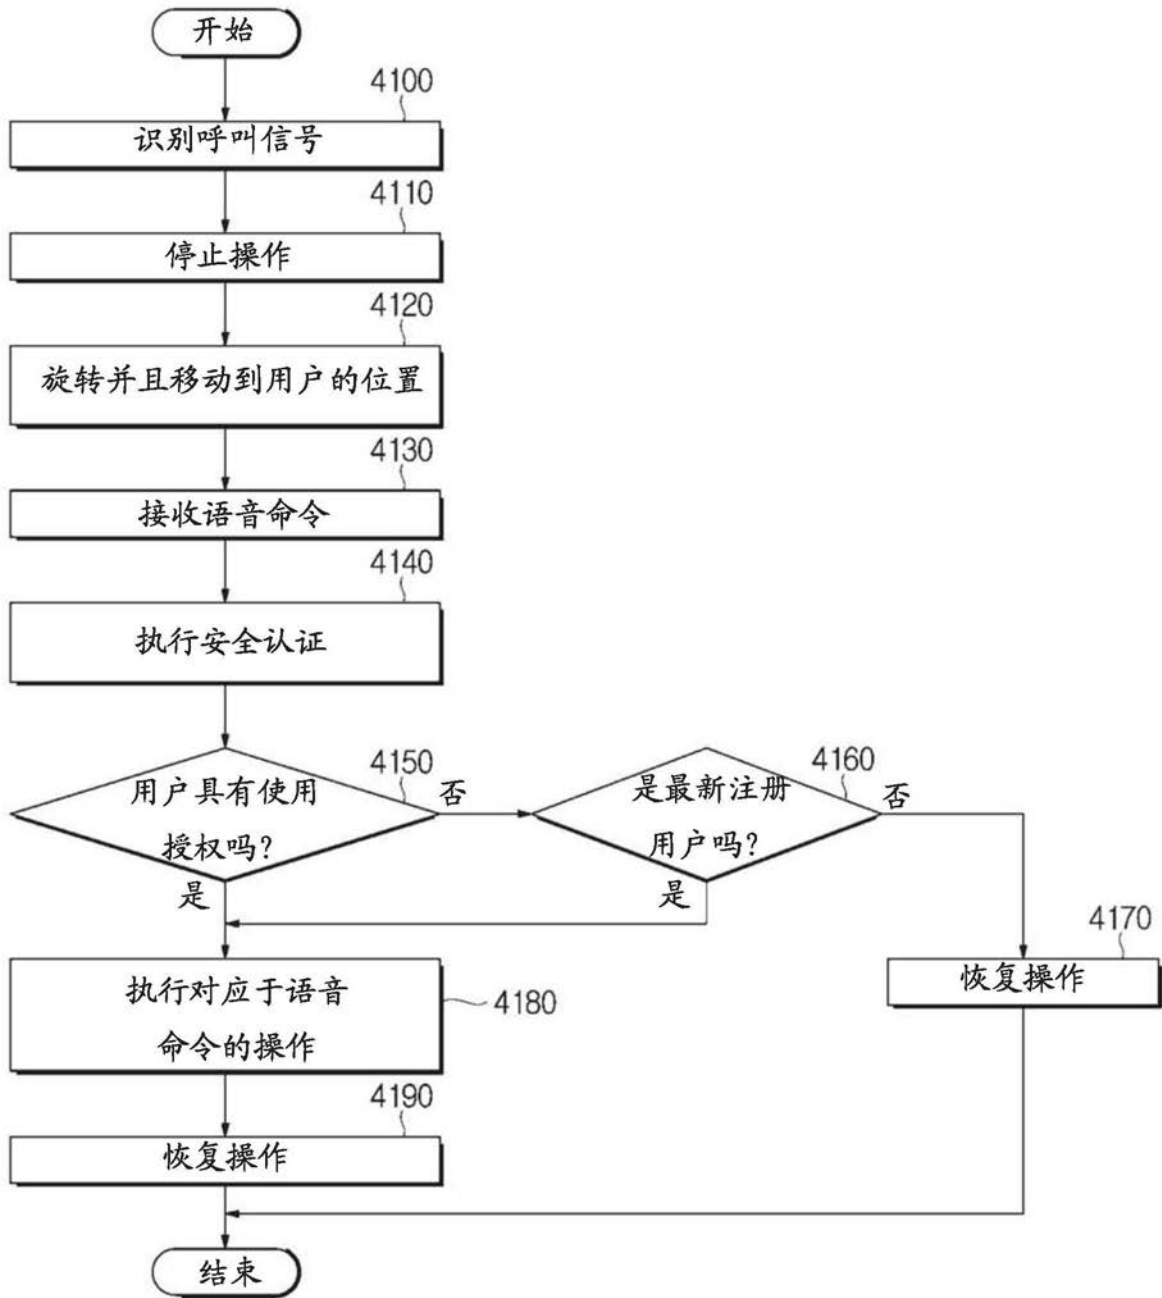 开始
4100
识别呼叫信号
4110
停止操作
4120
旋转并且移动到用户的位置
4130
接收语音命令
4140
执行安全认证
4150
用户具有使用
授权吗?
否
是
4160
是最新注册
用户吗?
否
是
4170
恢复操作
执行对应于语音
命令的操作
4180
4190
恢复操作
结束